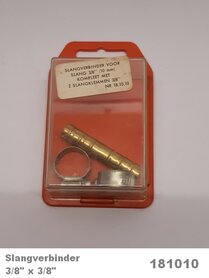 SLANGVERBINDER VOOR
SLANG 3/8" (10 mm)
KOMPLEET MET
2 SLANGKLEMMEN 3/8"
NR 18.10.10
Slangverbinder
3/8" x 3/8"
181010